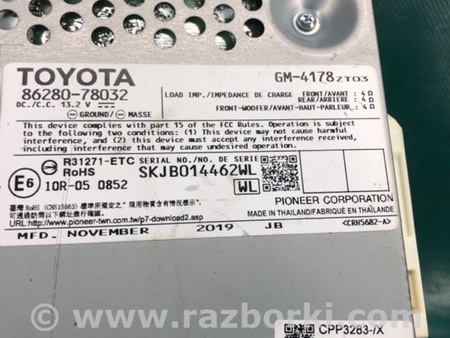 TOYOTA GM-4178ZT03
86280-78032
DC./C.C. 13.2 V
GROUND/ MASSE
LOAD IMP./IMPEDANCE DE CHARGE FRONT/AVANT : 4Ω
REAR/ARRIERE : 4Ω
FRONT-WOOFER/AVANT-HAUT PARLEUR : 4Ω
This device complies with part 15 of the FCC Rules. Operation is
subject to the following two conditions: (1) This device may not cause harmful
interference, and (2) this device must accept any interference received,
including interference that may cause undesired operation.
E6 R31271-ETC SERIAL NO./NO. DE SERIE
RoHS SKJB014462WL
10R-05 0852 WL
PIONEER CORPORATION
MADE IN THAILAND/FABRIQUÉ EN THAÏLANDE
URL:http://www.pioneer-twn.com.tw/p7-download2.asp
<CRH5682-A>
MFD. NOVEMBER 2019 JB
CPP3283-/X
www.razborki.com